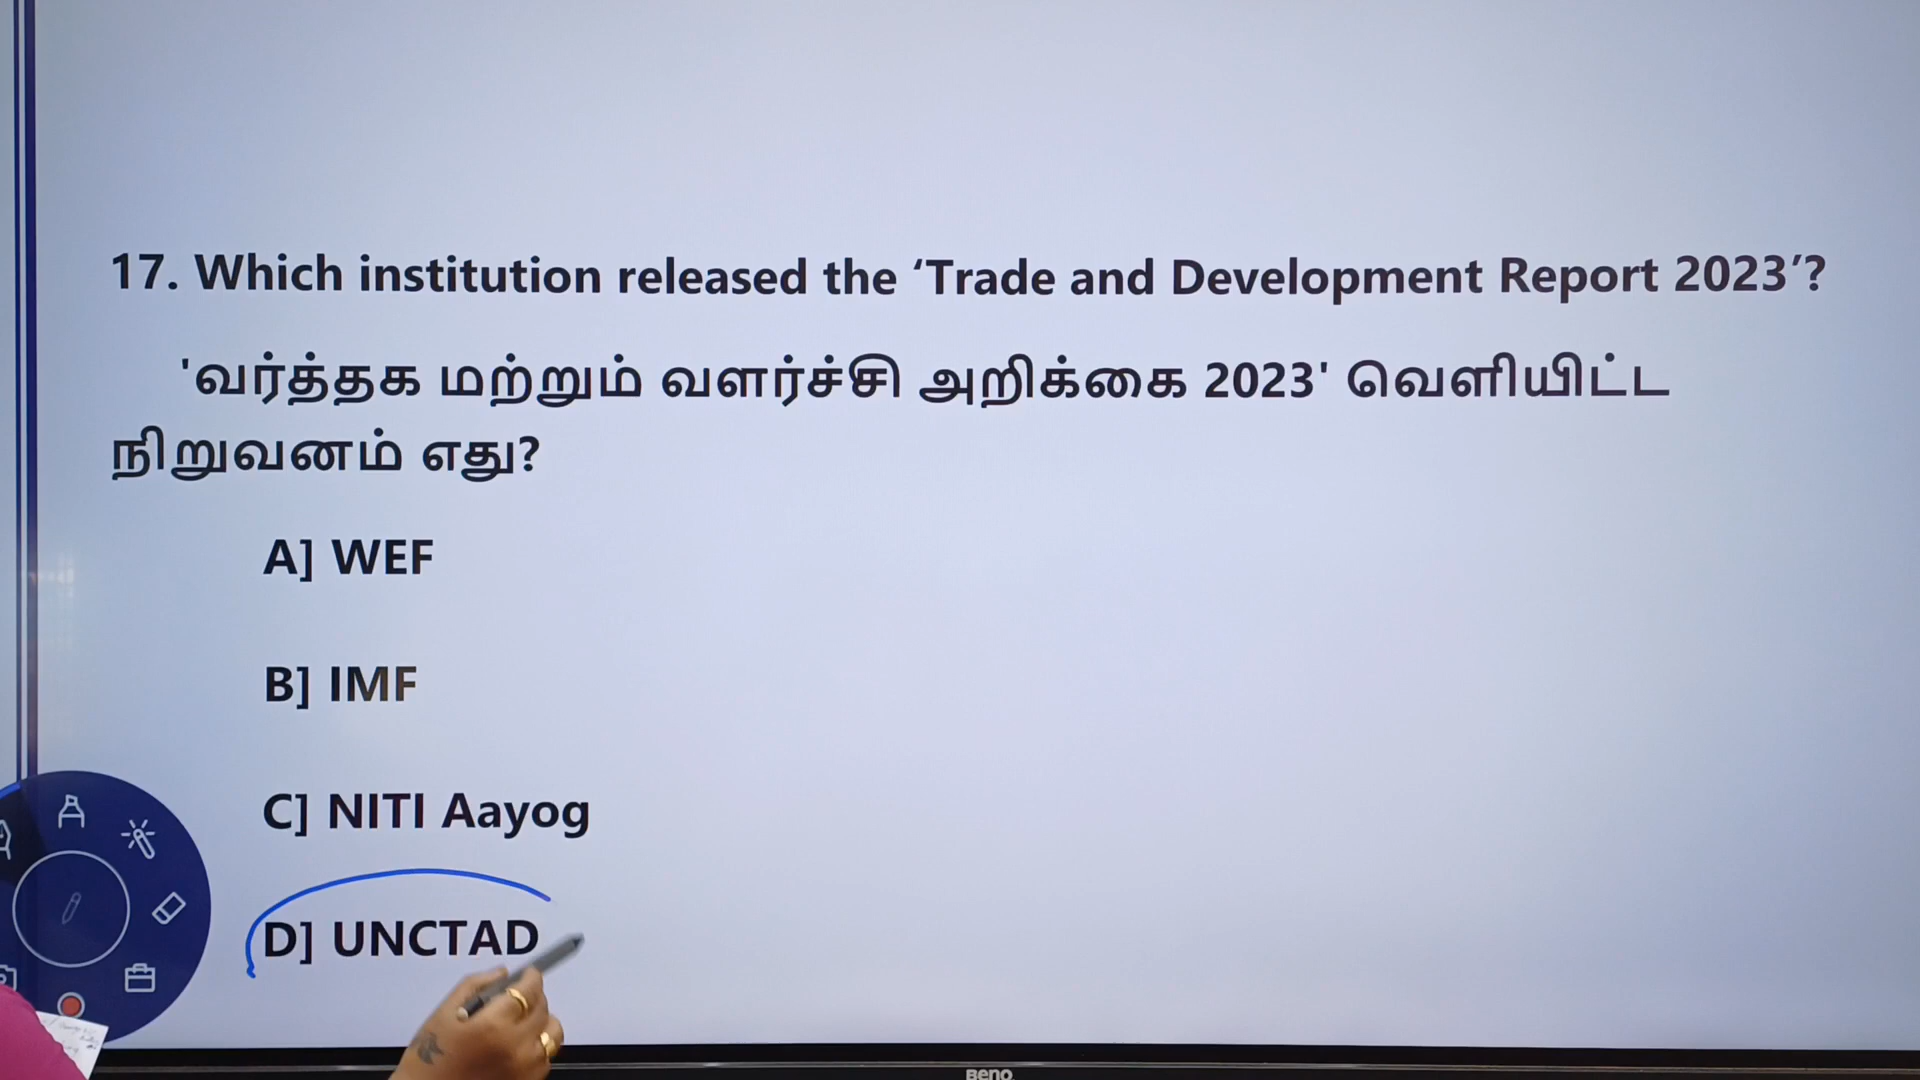 17. Which institution released the ‘Trade and Development Report 2023’?
'வர்த்தக மற்றும் வளர்ச்சி அறிக்கை 2023' வெளியிட்ட
நிறுவனம் எது?
A] WEF
B] IMF
C] NITI Aayog
D] UNCTAD
BenQ